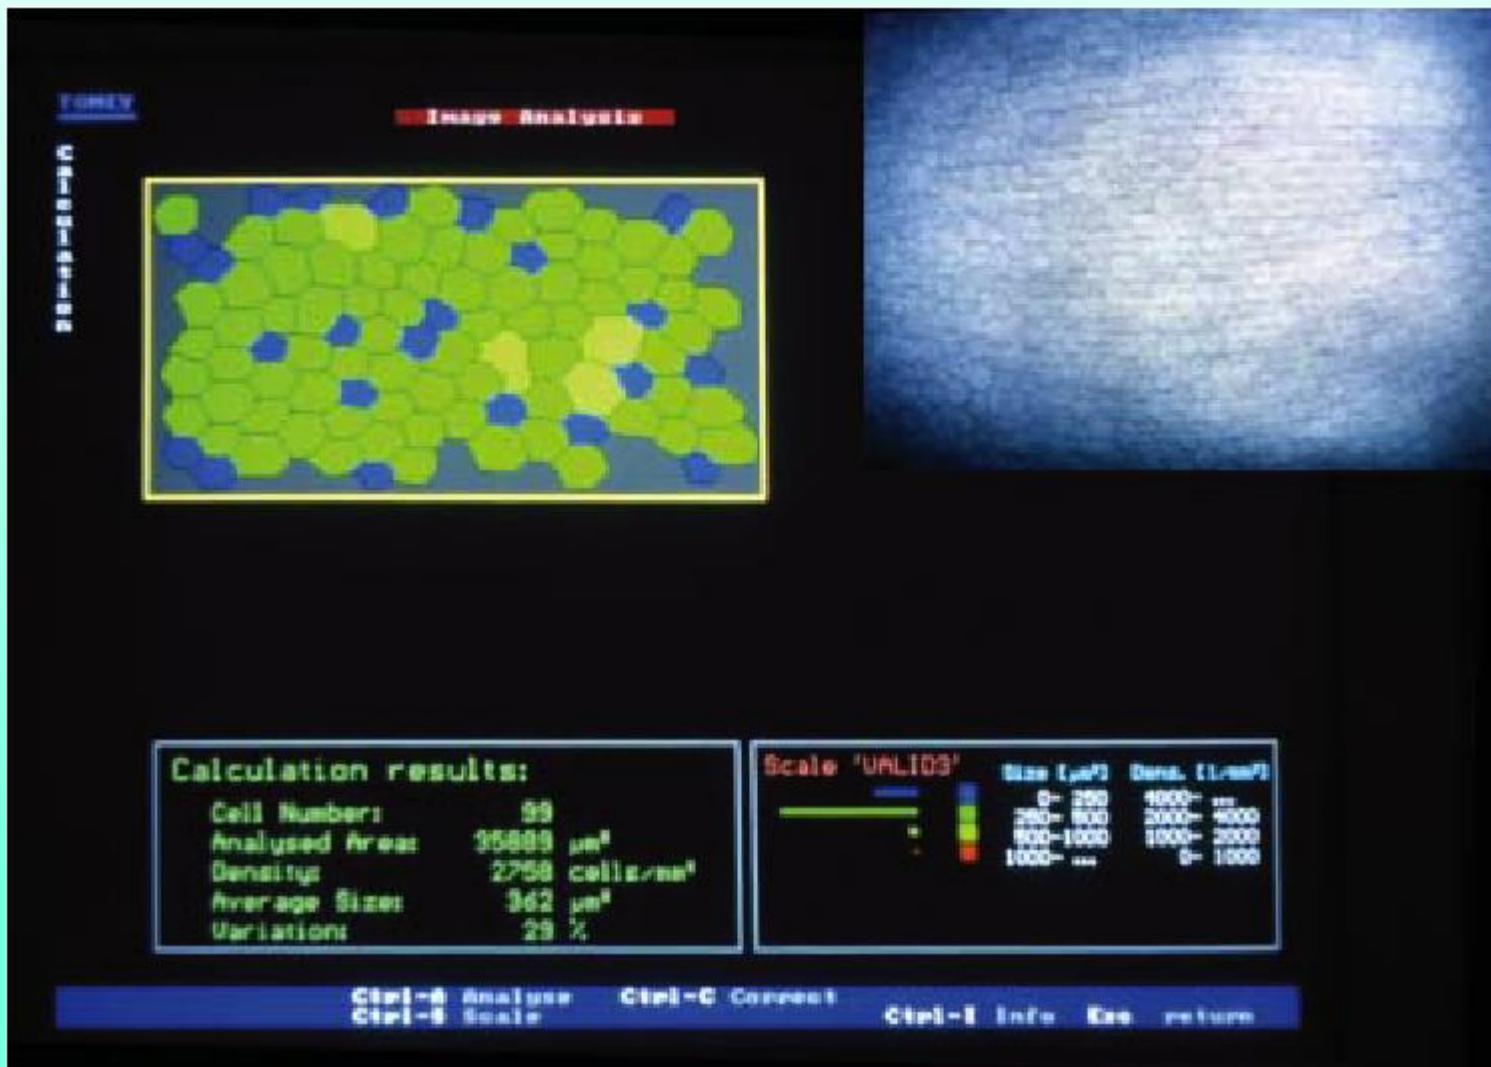 TOMEY
Image Analysis
Calculation
Calculation results:
Cell Number: 99
Analysed Area: 35889 µm²
Density: 2758 cells/mm²
Average Size: 362 µm²
Variation: 29 %
Scale 'VALID3'
Size [µm²] Dens. [1/mm²]
0- 250 4000- ...
250- 500 2000- 4000
500-1000 1000- 2000
1000- ... 0- 1000
Ctrl-A Analyse Ctrl-C Correct
Ctrl-S Scale Ctrl-I Info Esc return